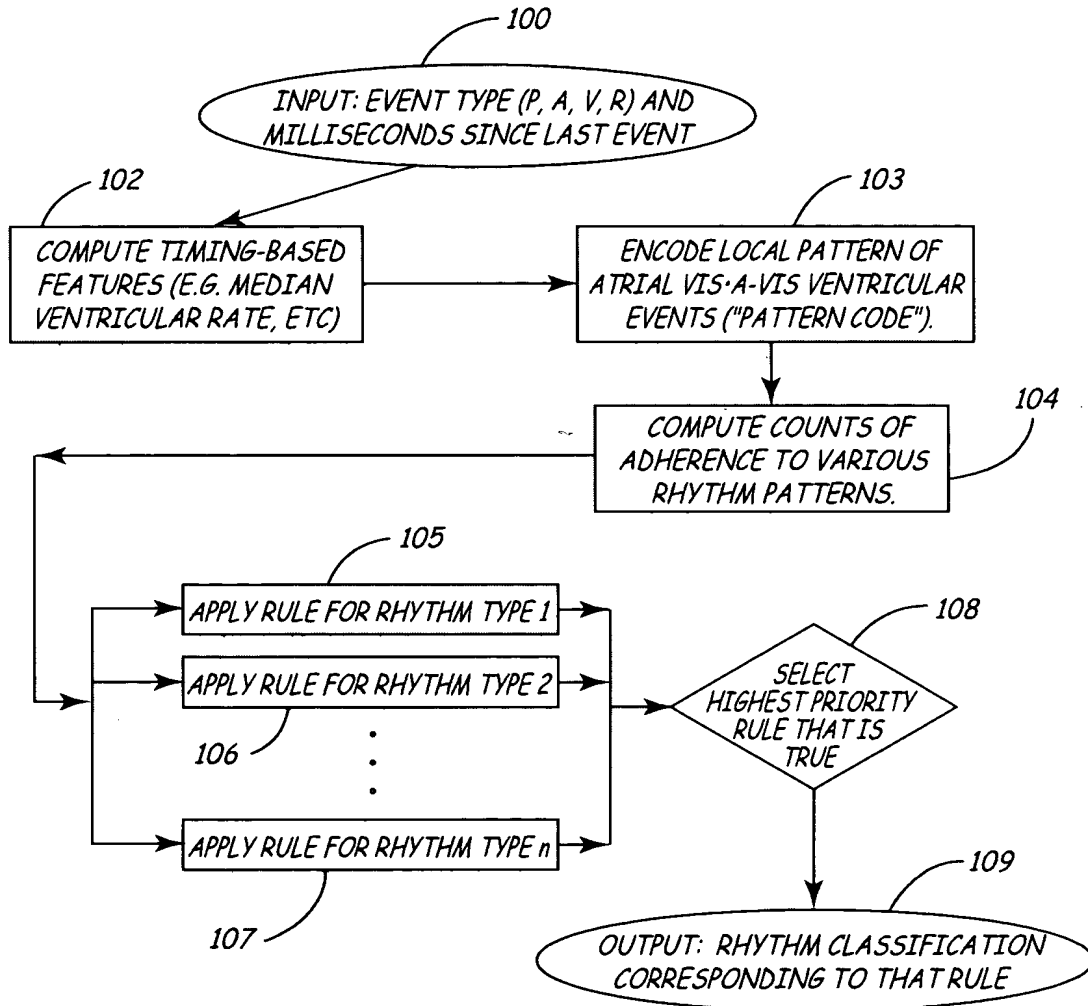 100
INPUT: EVENT TYPE (P, A, V, R) AND
MILLISECONDS SINCE LAST EVENT
102
COMPUTE TIMING-BASED
FEATURES (E.G. MEDIAN
VENTRICULAR RATE, ETC)
103
ENCODE LOCAL PATTERN OF
ATRIAL VIS·A-VIS VENTRICULAR
EVENTS ("PATTERN CODE").
104
COMPUTE COUNTS OF
ADHERENCE TO VARIOUS
RHYTHM PATTERNS.
105
APPLY RULE FOR RHYTHM TYPE 1
APPLY RULE FOR RHYTHM TYPE 2
106
APPLY RULE FOR RHYTHM TYPE n
107
108
SELECT
HIGHEST PRIORITY
RULE THAT IS
TRUE
109
OUTPUT: RHYTHM CLASSIFICATION
CORRESPONDING TO THAT RULE